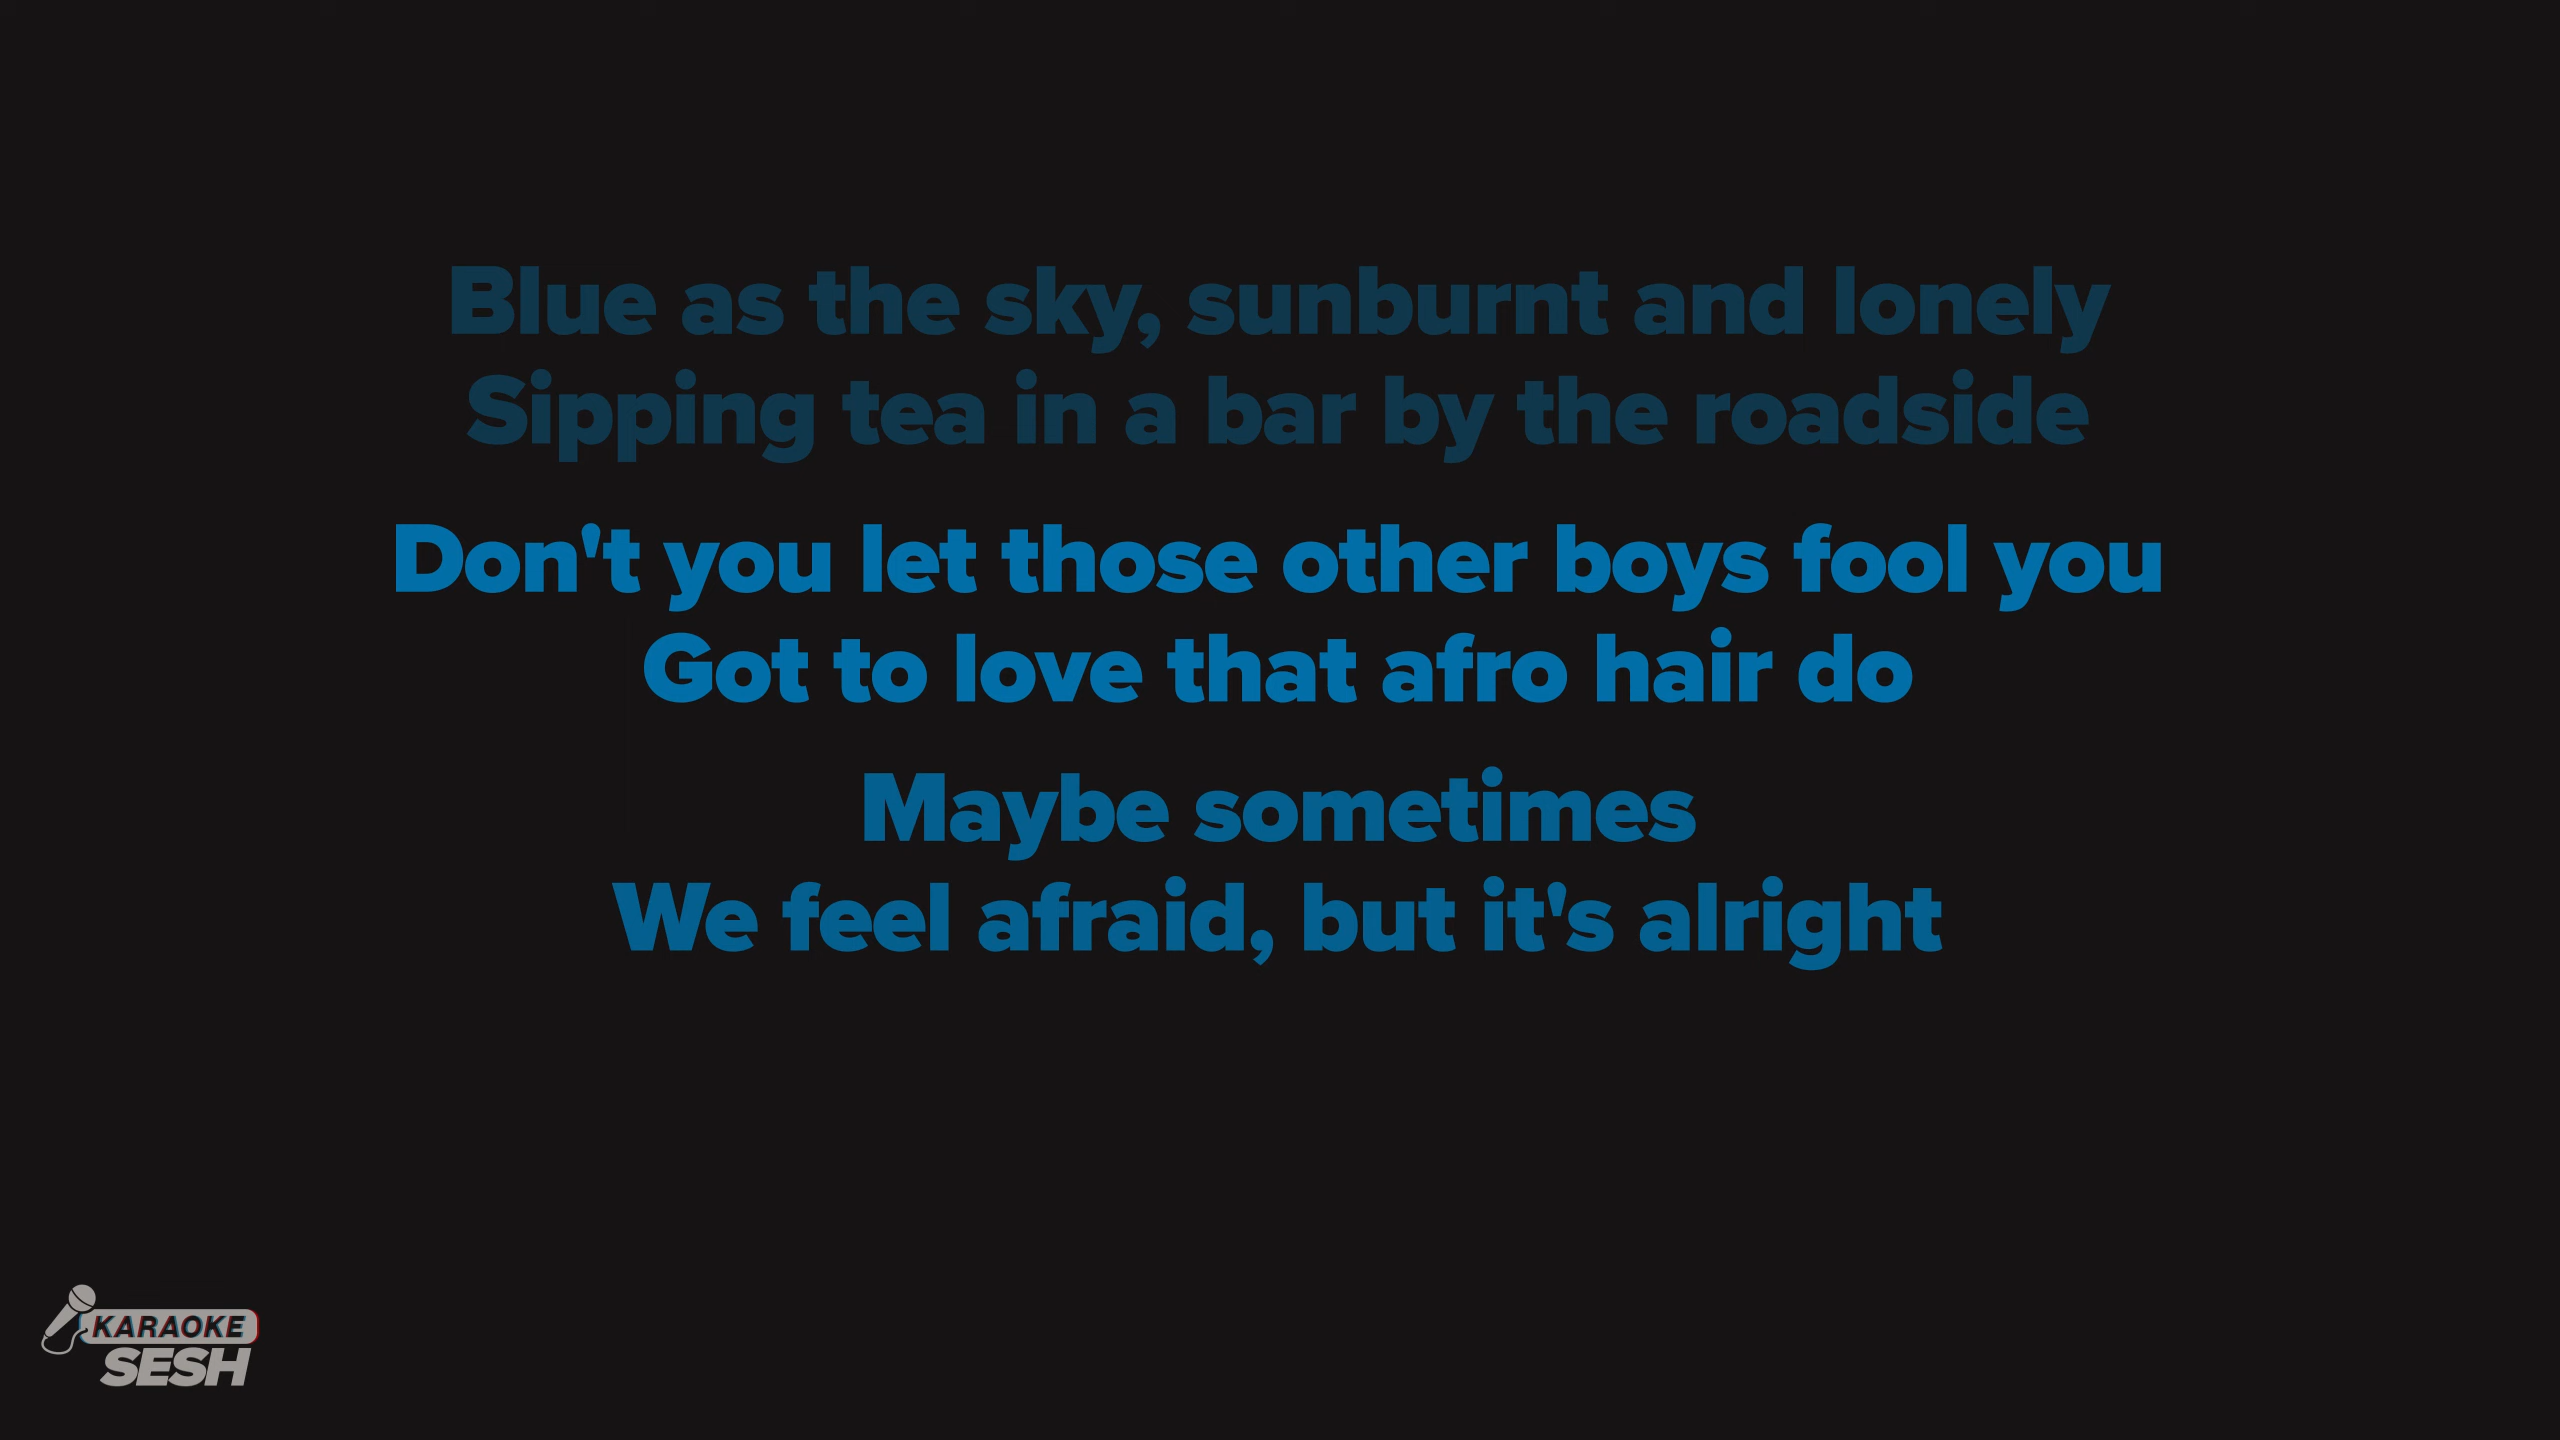 Blue as the sky, sunburnt and lonely
Sipping tea in a bar by the roadside
Don't you let those other boys fool you
Got to love that afro hair do
Maybe sometimes
We feel afraid, but it's alright
KARAOKE
SESH